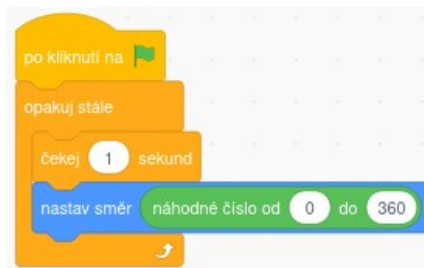 po kliknutí na
opakuj stále
čekej 1 sekund
nastav směr náhodné číslo od 0 do 360